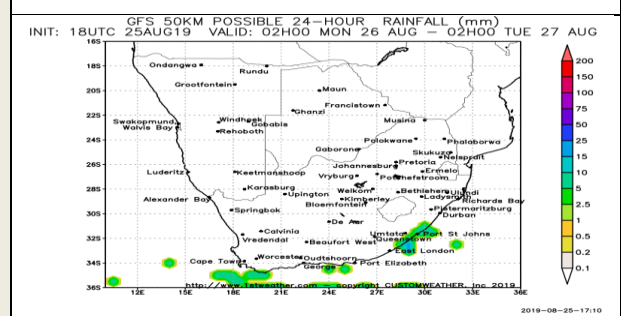 GFS 50KM POSSIBLE 24-HOUR RAINFALL (mm)
INIT: 18UTC 25AUG19 VALID: 02H00 MON 26 AUG - 02H00 TUE 27 AUG
16S
18S
20S
22S
24S
26S
28S
30S
32S
34S
36S
Ondangwa
Rundu
Grootfontein
Maun
Francistown
Ghanzi
Windhoek
Gobabis
Swakopmund
Walvis Bay
Rehoboth
Musina
Polokwane
Phalaborwa
Gaborone
Skukuza
Pretoria
Nelspruit
Johannesburg
Luderitz
Keetmanshoop
Vryburg
Potchefstroom
Ermelo
Karasburg
Upington
Welkom
Bethlehem
Ulundi
Alexander Bay
Kimberley
Ladysmith
Richards Bay
Bloemfontein
Springbok
Pietermaritzburg
Durban
De Aar
Calvinia
Vredendal
Umtata
Port St Johns
Queenstown
Beaufort West
East London
Cape Town
Worcester
Oudtshoorn
George
Port Elizabeth
http://www.1stweather.com - copyright CUSTOMWEATHER, Inc 2019
12E 15E 18E 21E 24E 27E 30E 33E 36E
200
150
100
75
50
25
15
10
5
2.5
1
0.5
0.2
0.1
2019-08-25-17:10